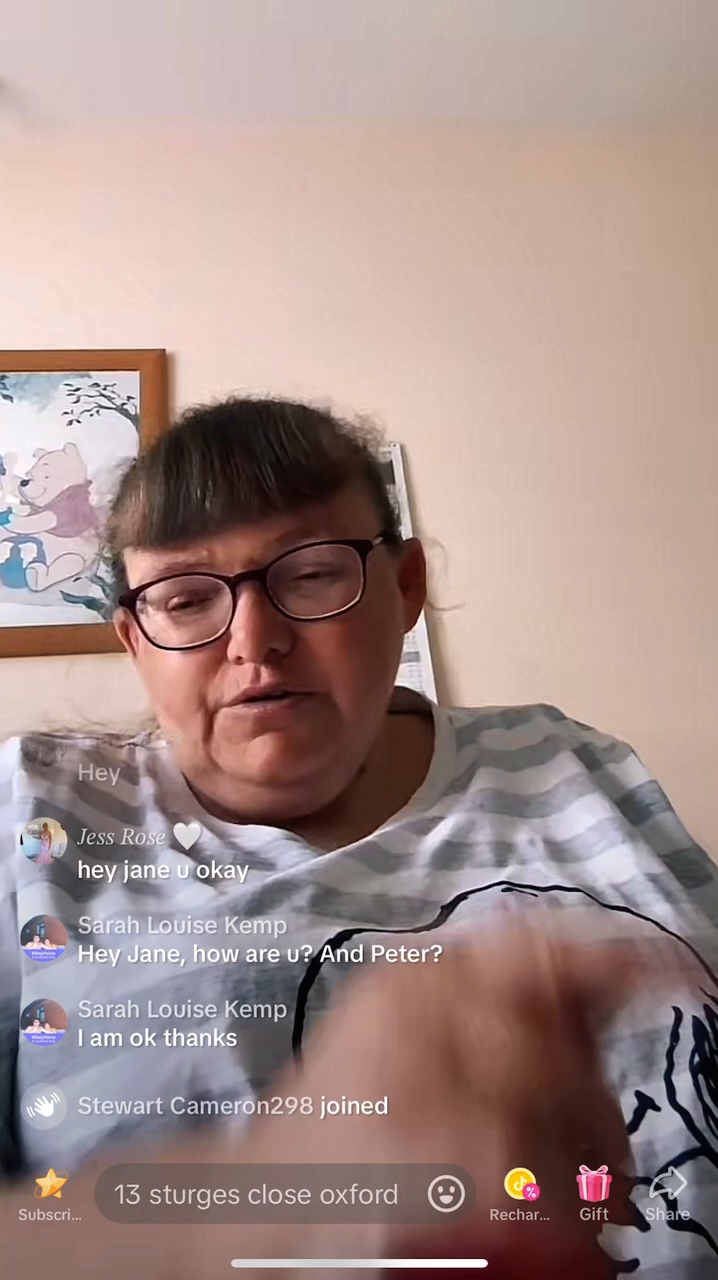 Hey
Jess Rose 🤍
hey jane u okay
Sarah Louise Kemp
Hey Jane, how are u? And Peter?
Sarah Louise Kemp
I am ok thanks
Stewart Cameron298 joined
13 sturges close oxford
Subscri...
Rechar...
Gift
Share